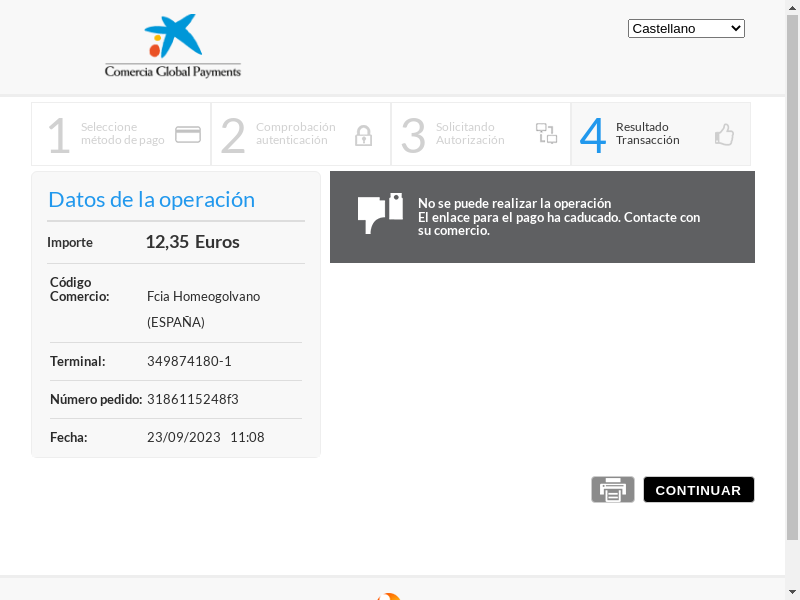 Comercia Global Payments
Castellano
1 Seleccione
método de pago
2 Comprobación
autenticación
3 Solicitando
Autorización
4 Resultado
Transacción
Datos de la operación
Importe 12,35 Euros
Código
Comercio: Fcia Homeogolvano
(ESPAÑA)
Terminal: 349874180-1
Número pedido: 3186115248f3
Fecha: 23/09/2023 11:08
No se puede realizar la operación
El enlace para el pago ha caducado. Contacte con
su comercio.
CONTINUAR